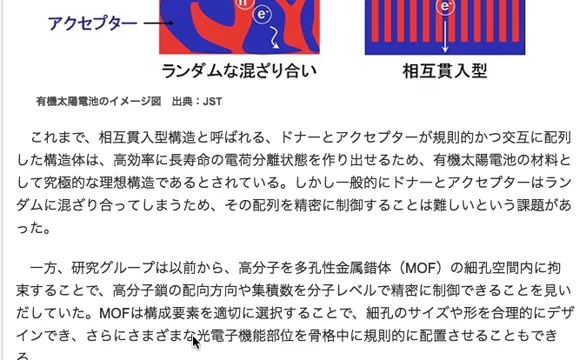 h
アクセプター
e⁻
e⁻
ランダムな混ざり合い
相互貫入型
有機太陽電池のイメージ図　出典：JST
これまで、相互貫入型構造と呼ばれる、ドナーとアクセプターが規則的かつ交互に配列
した構造体は、高効率に長寿命の電荷分離状態を作り出せるため、有機太陽電池の材料と
して究極的な理想構造であるとされている。しかし一般的にドナーとアクセプターはラン
ダムに混ざり合ってしまうため、その配列を精密に制御することは難しいという課題があ
った。
一方、研究グループは以前から、高分子を多孔性金属錯体（MOF）の細孔空間内に拘
束することで、高分子鎖の配向方向や集積数を分子レベルで精密に制御できることを見い
だしていた。MOFは構成要素を適切に選択することで、細孔のサイズや形を合理的にデザ
インでき、さらにさまざまな光電子機能部位を骨格中に規則的に配置させることもでき
る